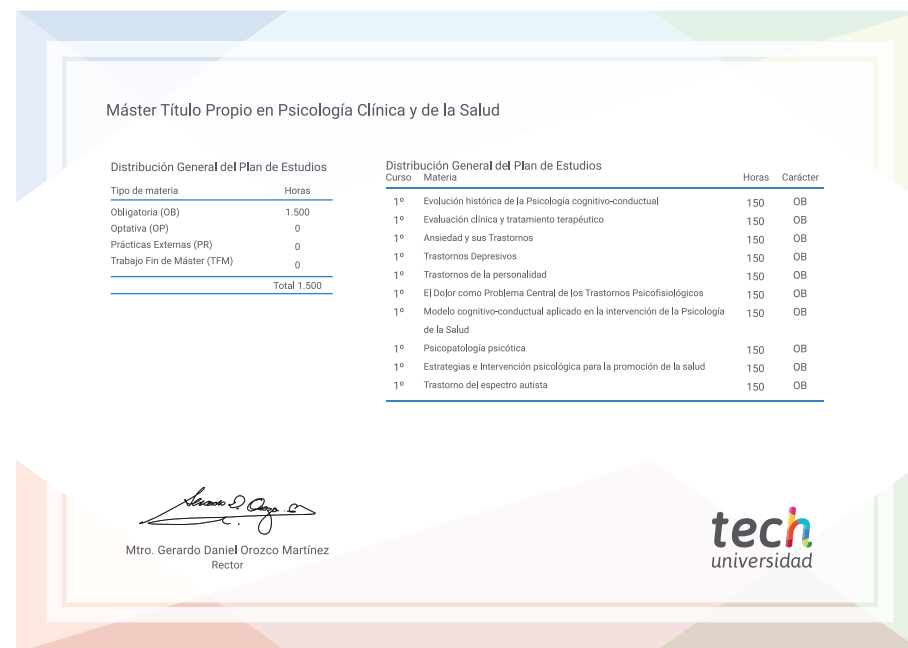 Máster Título Propio en Psicología Clínica y de la Salud
Distribución General del Plan de Estudios
Tipo de materia Horas
Obligatoria (OB) 1.500
Optativa (OP) 0
Prácticas Externas (PR) 0
Trabajo Fin de Máster (TFM) 0
Total 1.500
Distribución General del Plan de Estudios
Curso Materia Horas Carácter
1º Evolución histórica de la Psicología cognitivo-conductual 150 OB
1º Evaluación clínica y tratamiento terapéutico 150 OB
1º Ansiedad y sus Trastornos 150 OB
1º Trastornos Depresivos 150 OB
1º Trastornos de la personalidad 150 OB
1º El Dolor como Problema Central de los Trastornos Psicofisiológicos 150 OB
1º Modelo cognitivo-conductual aplicado en la intervención de la Psicología 150 OB
de la Salud
1º Psicopatología psicótica 150 OB
1º Estrategias e Intervención psicológica para la promoción de la salud 150 OB
1º Trastorno del espectro autista 150 OB
Mtro. Gerardo Daniel Orozco Martínez
Rector
tech
universidad